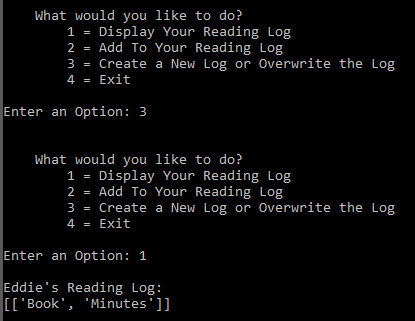 What would you like to do?
1 = Display Your Reading Log
2 = Add To Your Reading Log
3 = Create a New Log or Overwrite the Log
4 = Exit
Enter an Option: 3
What would you like to do?
1 = Display Your Reading Log
2 = Add To Your Reading Log
3 = Create a New Log or Overwrite the Log
4 = Exit
Enter an Option: 1
Eddie's Reading Log:
[['Book', 'Minutes']]